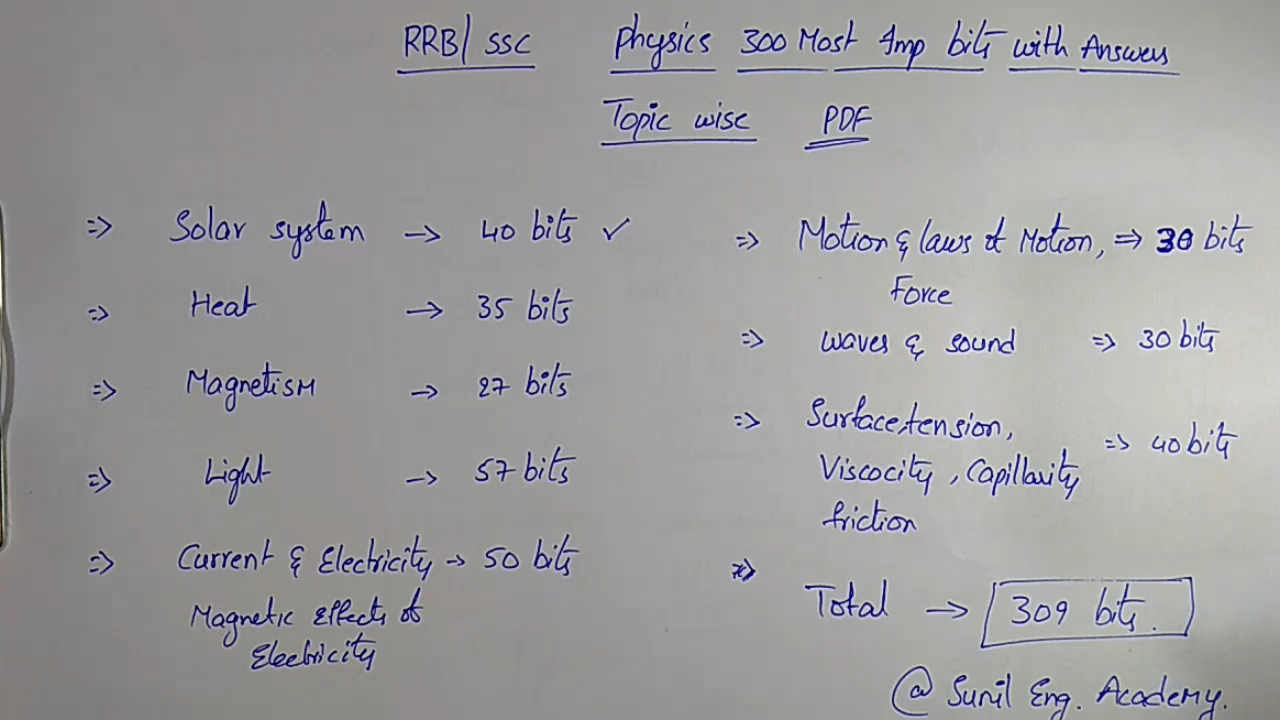 RRB/SSC Physics 300 Most Imp bits with Answers
Topic wise PDF
=> Solar system → 40 bits ✓
=> Heat → 35 bits
=> Magnetism → 27 bits
=> Light → 57 bits
=> Current & Electricity → 50 bits
Magnetic Effects of
Electricity
=> Motion & laws of Motion, => 30 bits
Force
=> waves & sound => 30 bits
=> Surface,tension,
Viscocity, Capillarity => 40 bits
friction
=> Total → 309 bits.
@ Sunil Eng. Academy.